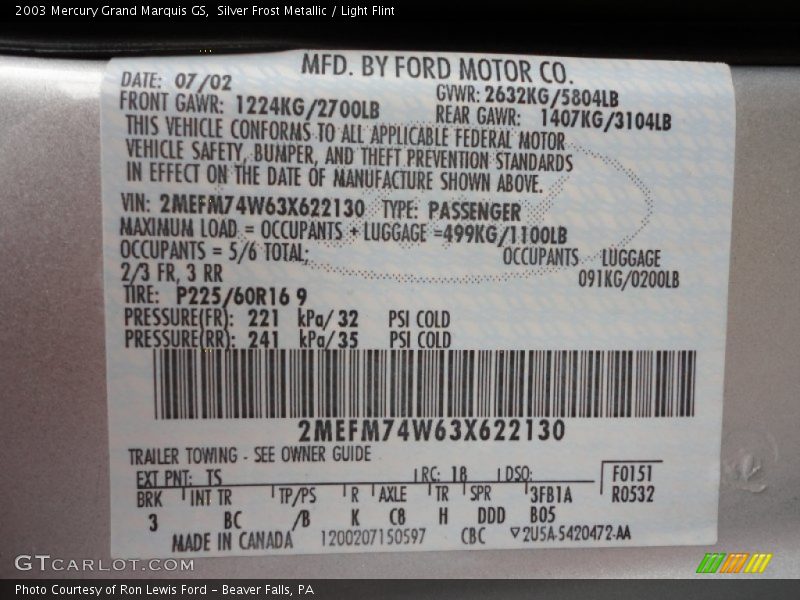 2003 Mercury Grand Marquis GS,  Silver Frost Metallic / Light Flint
MFD. BY FORD MOTOR CO.
DATE: 07/02 GVWR: 2632KG/5804LB
FRONT GAWR: 1224KG/2700LB REAR GAWR: 1407KG/3104LB
THIS VEHICLE CONFORMS TO ALL APPLICABLE FEDERAL MOTOR
VEHICLE SAFETY, BUMPER, AND THEFT PREVENTION STANDARDS
IN EFFECT ON THE DATE OF MANUFACTURE SHOWN ABOVE.
VIN: 2MEFM74W63X622130 TYPE: PASSENGER
MAXIMUM LOAD = OCCUPANTS + LUGGAGE =499KG/1100LB
OCCUPANTS = 5/6 TOTAL; OCCUPANTS LUGGAGE
2/3 FR, 3 RR 091KG/0200LB
TIRE: P225/60R16 9
PRESSURE(FR): 221 kPa/ 32 PSI COLD
PRESSURE(RR): 241 kPa/ 35 PSI COLD
2MEFM74W63X622130
TRAILER TOWING - SEE OWNER GUIDE
EXT PNT: TS RC: 18 DSO: F0151
BRK INT TR TP/PS R AXLE TR SPR 3FB1A R0532
3 BC /B K C8 H DDD B05
MADE IN CANADA 1200207150597 CBC ▽2U5A-5420472-AA
GTCARLOT.COM
Photo Courtesy of Ron Lewis Ford – Beaver Falls, PA